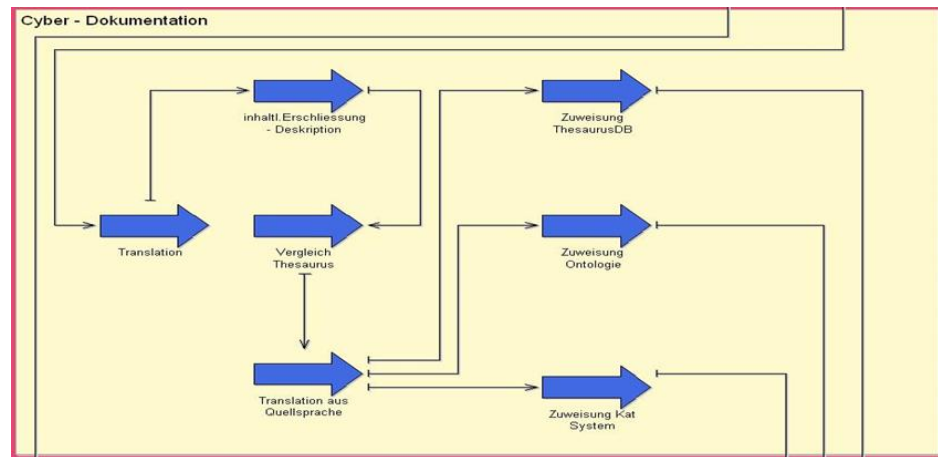 Cyber - Dokumentation
inhaltl.Erschliessung
- Deskription
Zuweisung
ThesaurusDB
Translation
Vergleich
Thesaurus
Zuweisung
Ontologie
Translation aus
Quellsprache
Zuweisung Kat
System